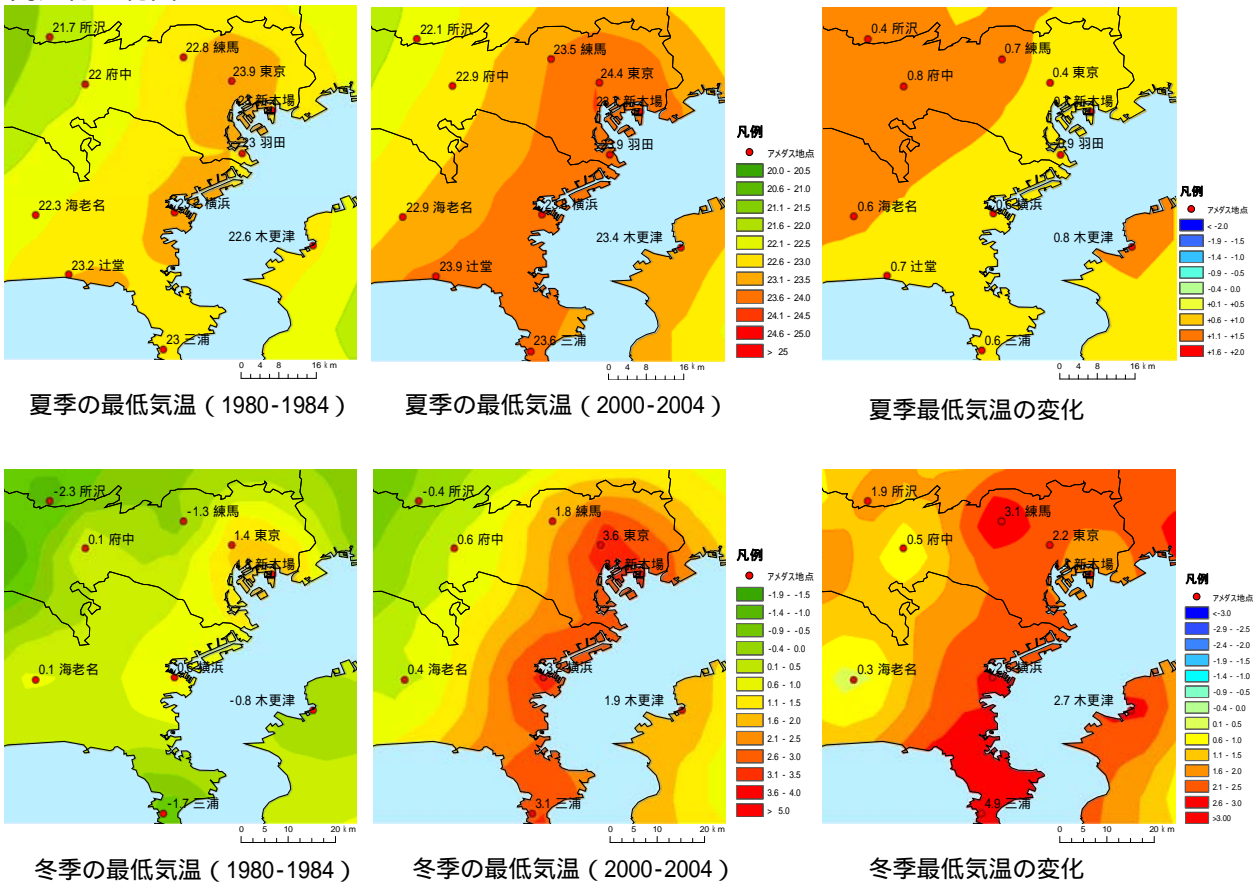 21.7 所沢
22.8 練馬
22 府中
23.9 東京
新木場
23 羽田
22.3 海老名
横浜
22.6 木更津
23.2 辻堂
23 三浦
0 4 8 16 km
夏季の最低気温(1980-1984)
22.1 所沢
23.5 練馬
22.9 府中
24.4 東京
新木場
23.9 羽田
22.9 海老名
横浜
23.4 木更津
23.9 辻堂
23.6 三浦
0 4 8 16 km
夏季の最低気温(2000-2004)
凡例
アメダス地点
20.0 - 20.5
20.6 - 21.0
21.1 - 21.5
21.6 - 22.0
22.1 - 22.5
22.6 - 23.0
23.1 - 23.5
23.6 - 24.0
24.1 - 24.5
24.6 - 25.0
> 25
0.4 所沢
0.7 練馬
0.8 府中
0.4 東京
新木場
0.9 羽田
0.6 海老名
横浜
0.8 木更津
0.7 辻堂
0.6 三浦
0 4 8 16 km
夏季最低気温の変化
凡例
アメダス地点
< -2.0
-1.9 - -1.5
-1.4 - -1.0
-0.9 - -0.5
-0.4 - 0.0
+0.1 - +0.5
+0.6 - +1.0
+1.1 - +1.5
+1.6 - +2.0
-2.3 所沢
-1.3 練馬
0.1 府中
1.4 東京
新木場
0.1 海老名
横浜
-0.8 木更津
-1.7 三浦
0 5 10 20 km
冬季の最低気温(1980-1984)
-0.4 所沢
1.8 練馬
0.6 府中
3.6 東京
新木場
0.4 海老名
3.2 横浜
1.9 木更津
3.1 三浦
0 5 10 20 km
冬季の最低気温(2000-2004)
凡例
アメダス地点
-1.9 - -1.5
-1.4 - -1.0
-0.9 - -0.5
-0.4 - 0.0
0.1 - 0.5
0.6 - 1.0
1.1 - 1.5
1.6 - 2.0
2.1 - 2.5
2.6 - 3.0
3.1 - 3.5
3.6 - 4.0
> 5.0
1.9 所沢
3.1 練馬
0.5 府中
2.2 東京
新木場
0.3 海老名
2.6 横浜
2.7 木更津
4.9 三浦
0 5 10 20 km
冬季最低気温の変化
凡例
アメダス地点
<-3.0
-2.9 - -2.5
-2.4 - -2.0
-1.9 - -1.5
-1.4 - -1.0
-0.9 - -0.5
-0.4 - 0.0
0.1 - 0.5
0.6 - 1.0
1.1 - 1.5
1.6 - 2.0
2.1 - 2.5
2.6 - 3.0
>3.00